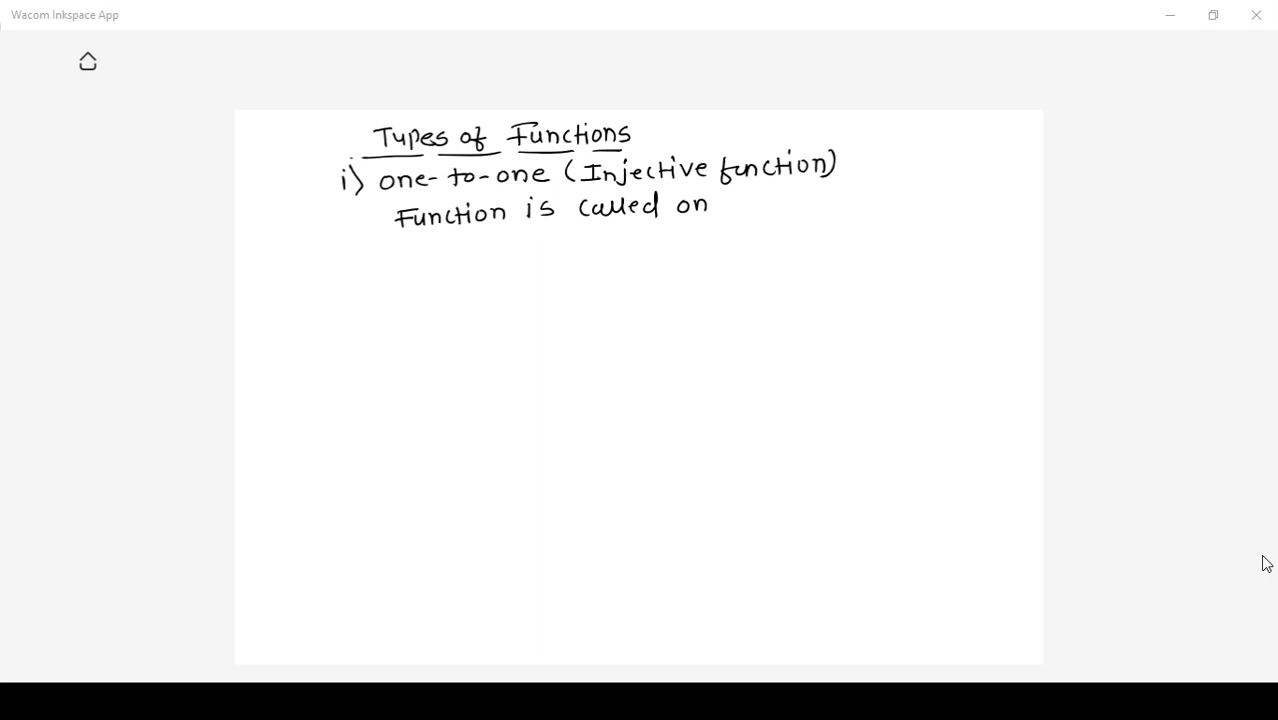 Wacom Inkspace App
Types of Functions
i) one-to-one (Injective function)
Function is called on